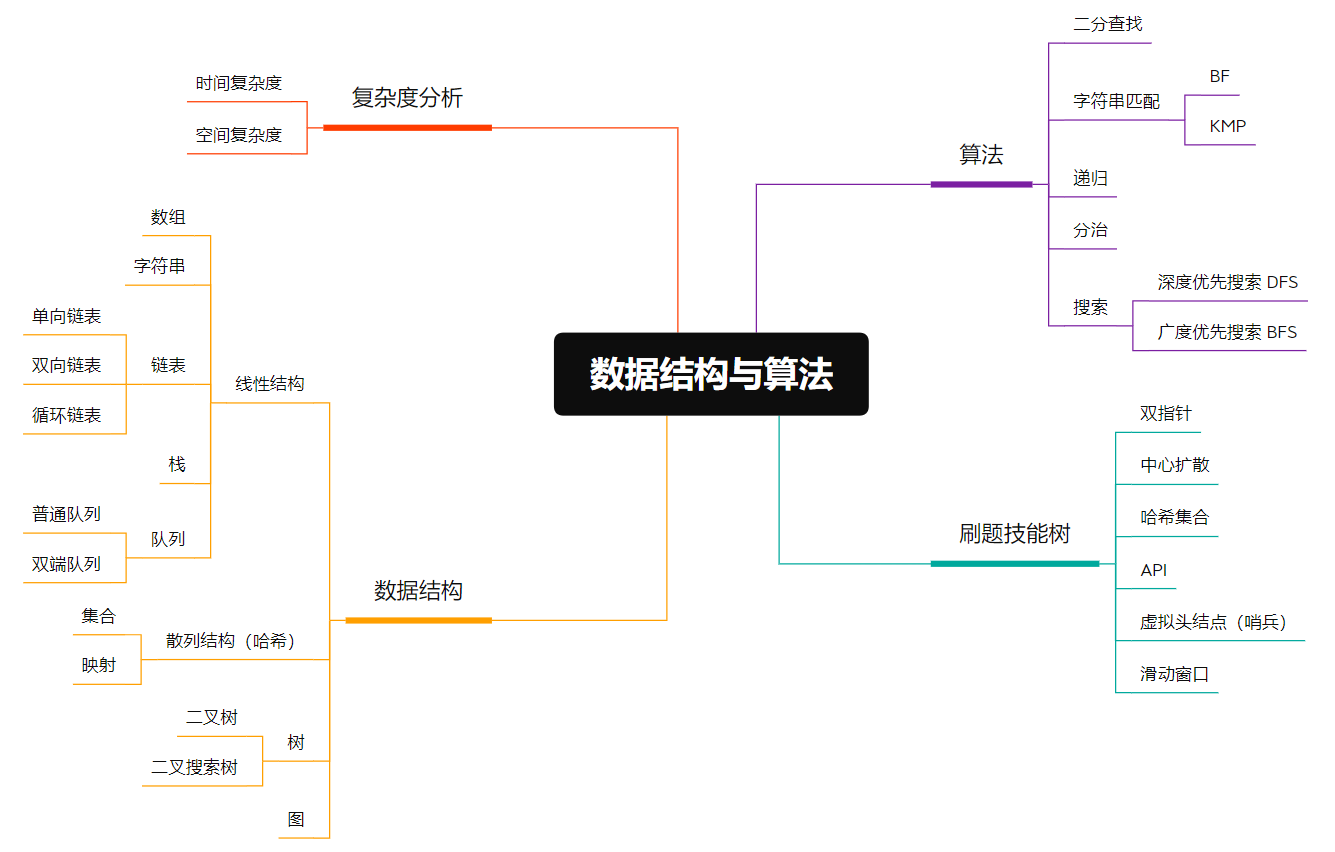 数据结构与算法
复杂度分析
时间复杂度
空间复杂度
数据结构
线性结构
数组
字符串
链表
单向链表
双向链表
循环链表
栈
队列
普通队列
双端队列
散列结构（哈希）
集合
映射
树
二叉树
二叉搜索树
图
算法
二分查找
字符串匹配
BF
KMP
递归
分治
搜索
深度优先搜索 DFS
广度优先搜索 BFS
刷题技能树
双指针
中心扩散
哈希集合
API
虚拟头结点（哨兵）
滑动窗口